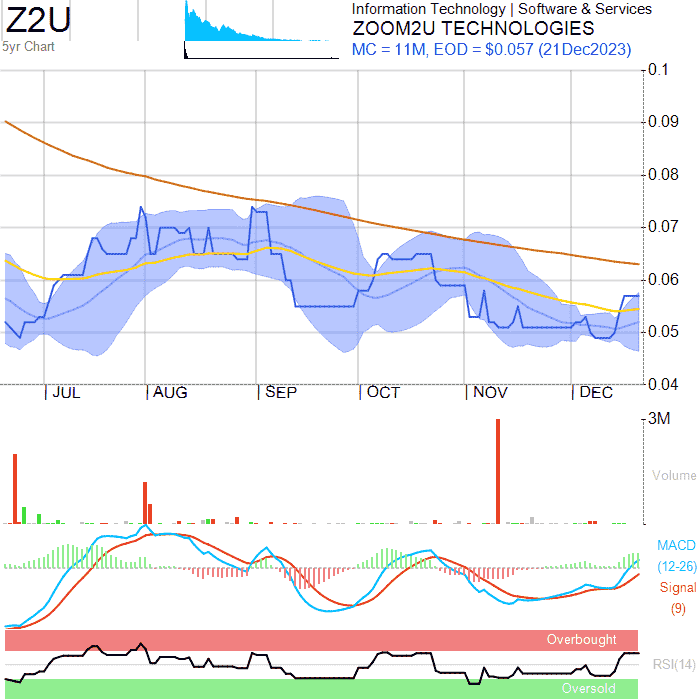 Z2U
5yr Chart
Information Technology | Software & Services
ZOOM2U TECHNOLOGIES
MC = 11M, EOD = $0.057 (21Dec2023)
0.1
0.09
0.08
0.07
0.06
0.05
0.04
JUL AUG SEP OCT NOV DEC
3M
Volume
MACD
(12-26)
Signal
(9)
Overbought
RSI(14)
Oversold